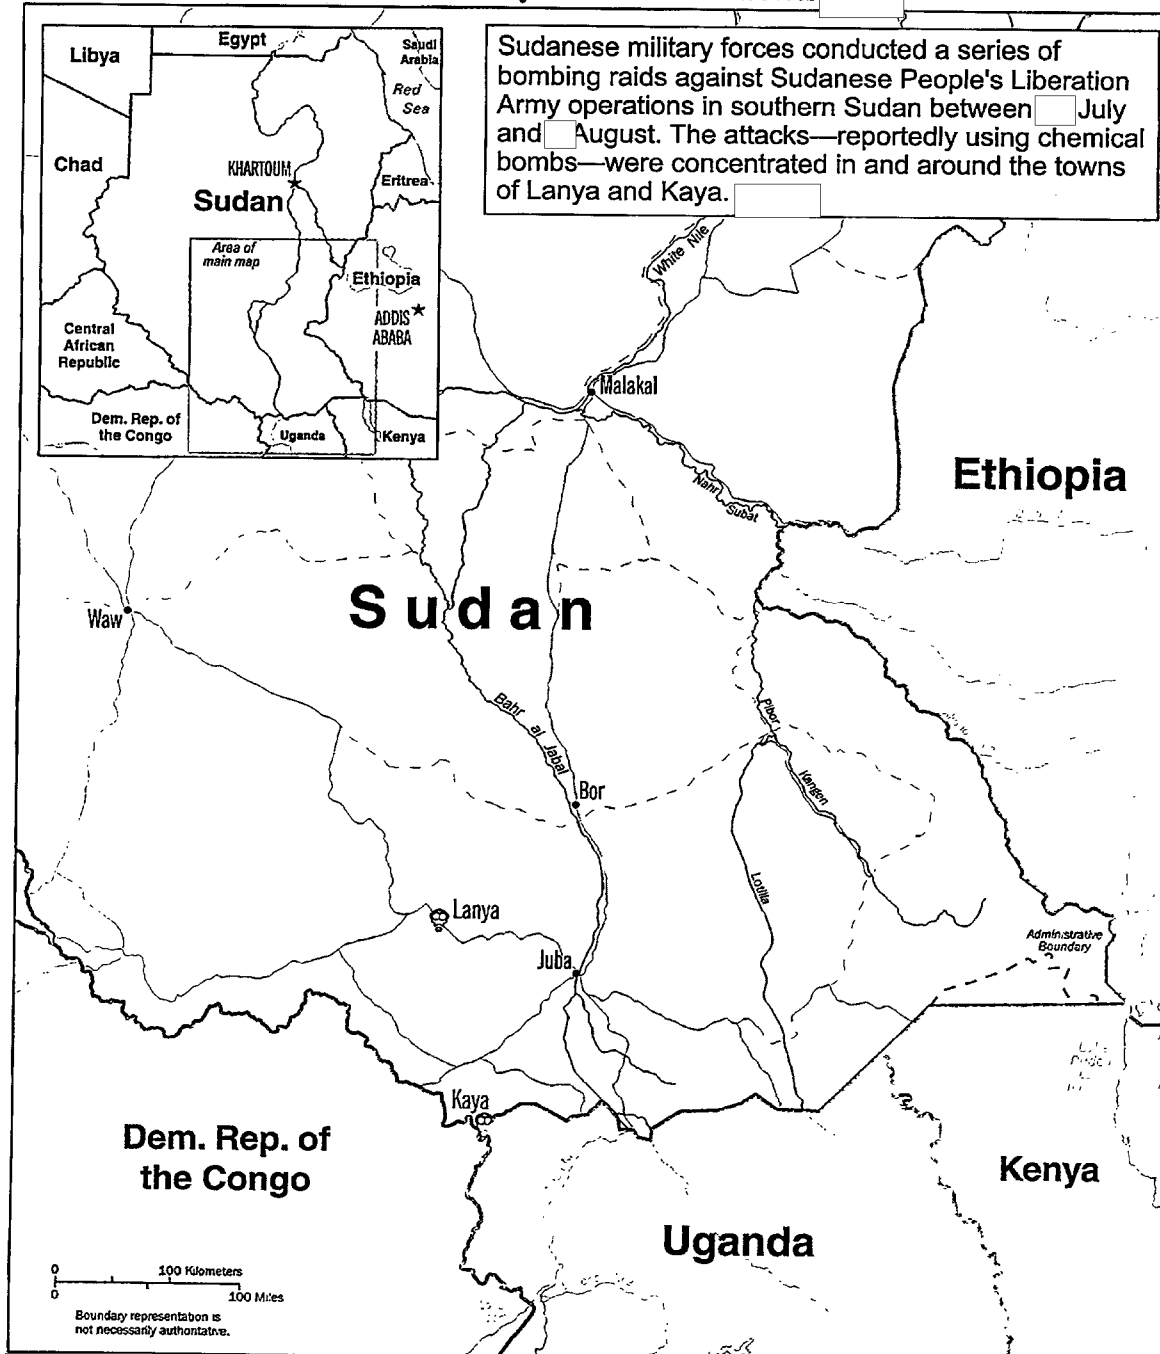 Sudanese military forces conducted a series of
bombing raids against Sudanese People's Liberation
Army operations in southern Sudan between July
and August. The attacks—reportedly using chemical
bombs—were concentrated in and around the towns
of Lanya and Kaya.
Libya
Egypt
Saudi
Arabia
Red
Sea
Chad
KHARTOUM
Sudan
Eritrea
Area of
main map
Ethiopia
ADDIS
ABABA
Central
African
Republic
Dem. Rep. of
the Congo
Uganda
Kenya
White Nile
Malakal
Nahr
Subat
Ethiopia
Sudan
Waw
Bahr al Jabal
Pibor
Kangen
Bor
Lotilla
Lanya
Juba
Administrative
Boundary
Kaya
Dem. Rep. of
the Congo
Kenya
Uganda
0 100 Kilometers
0 100 Miles
Boundary representation is
not necessarily authoritative.